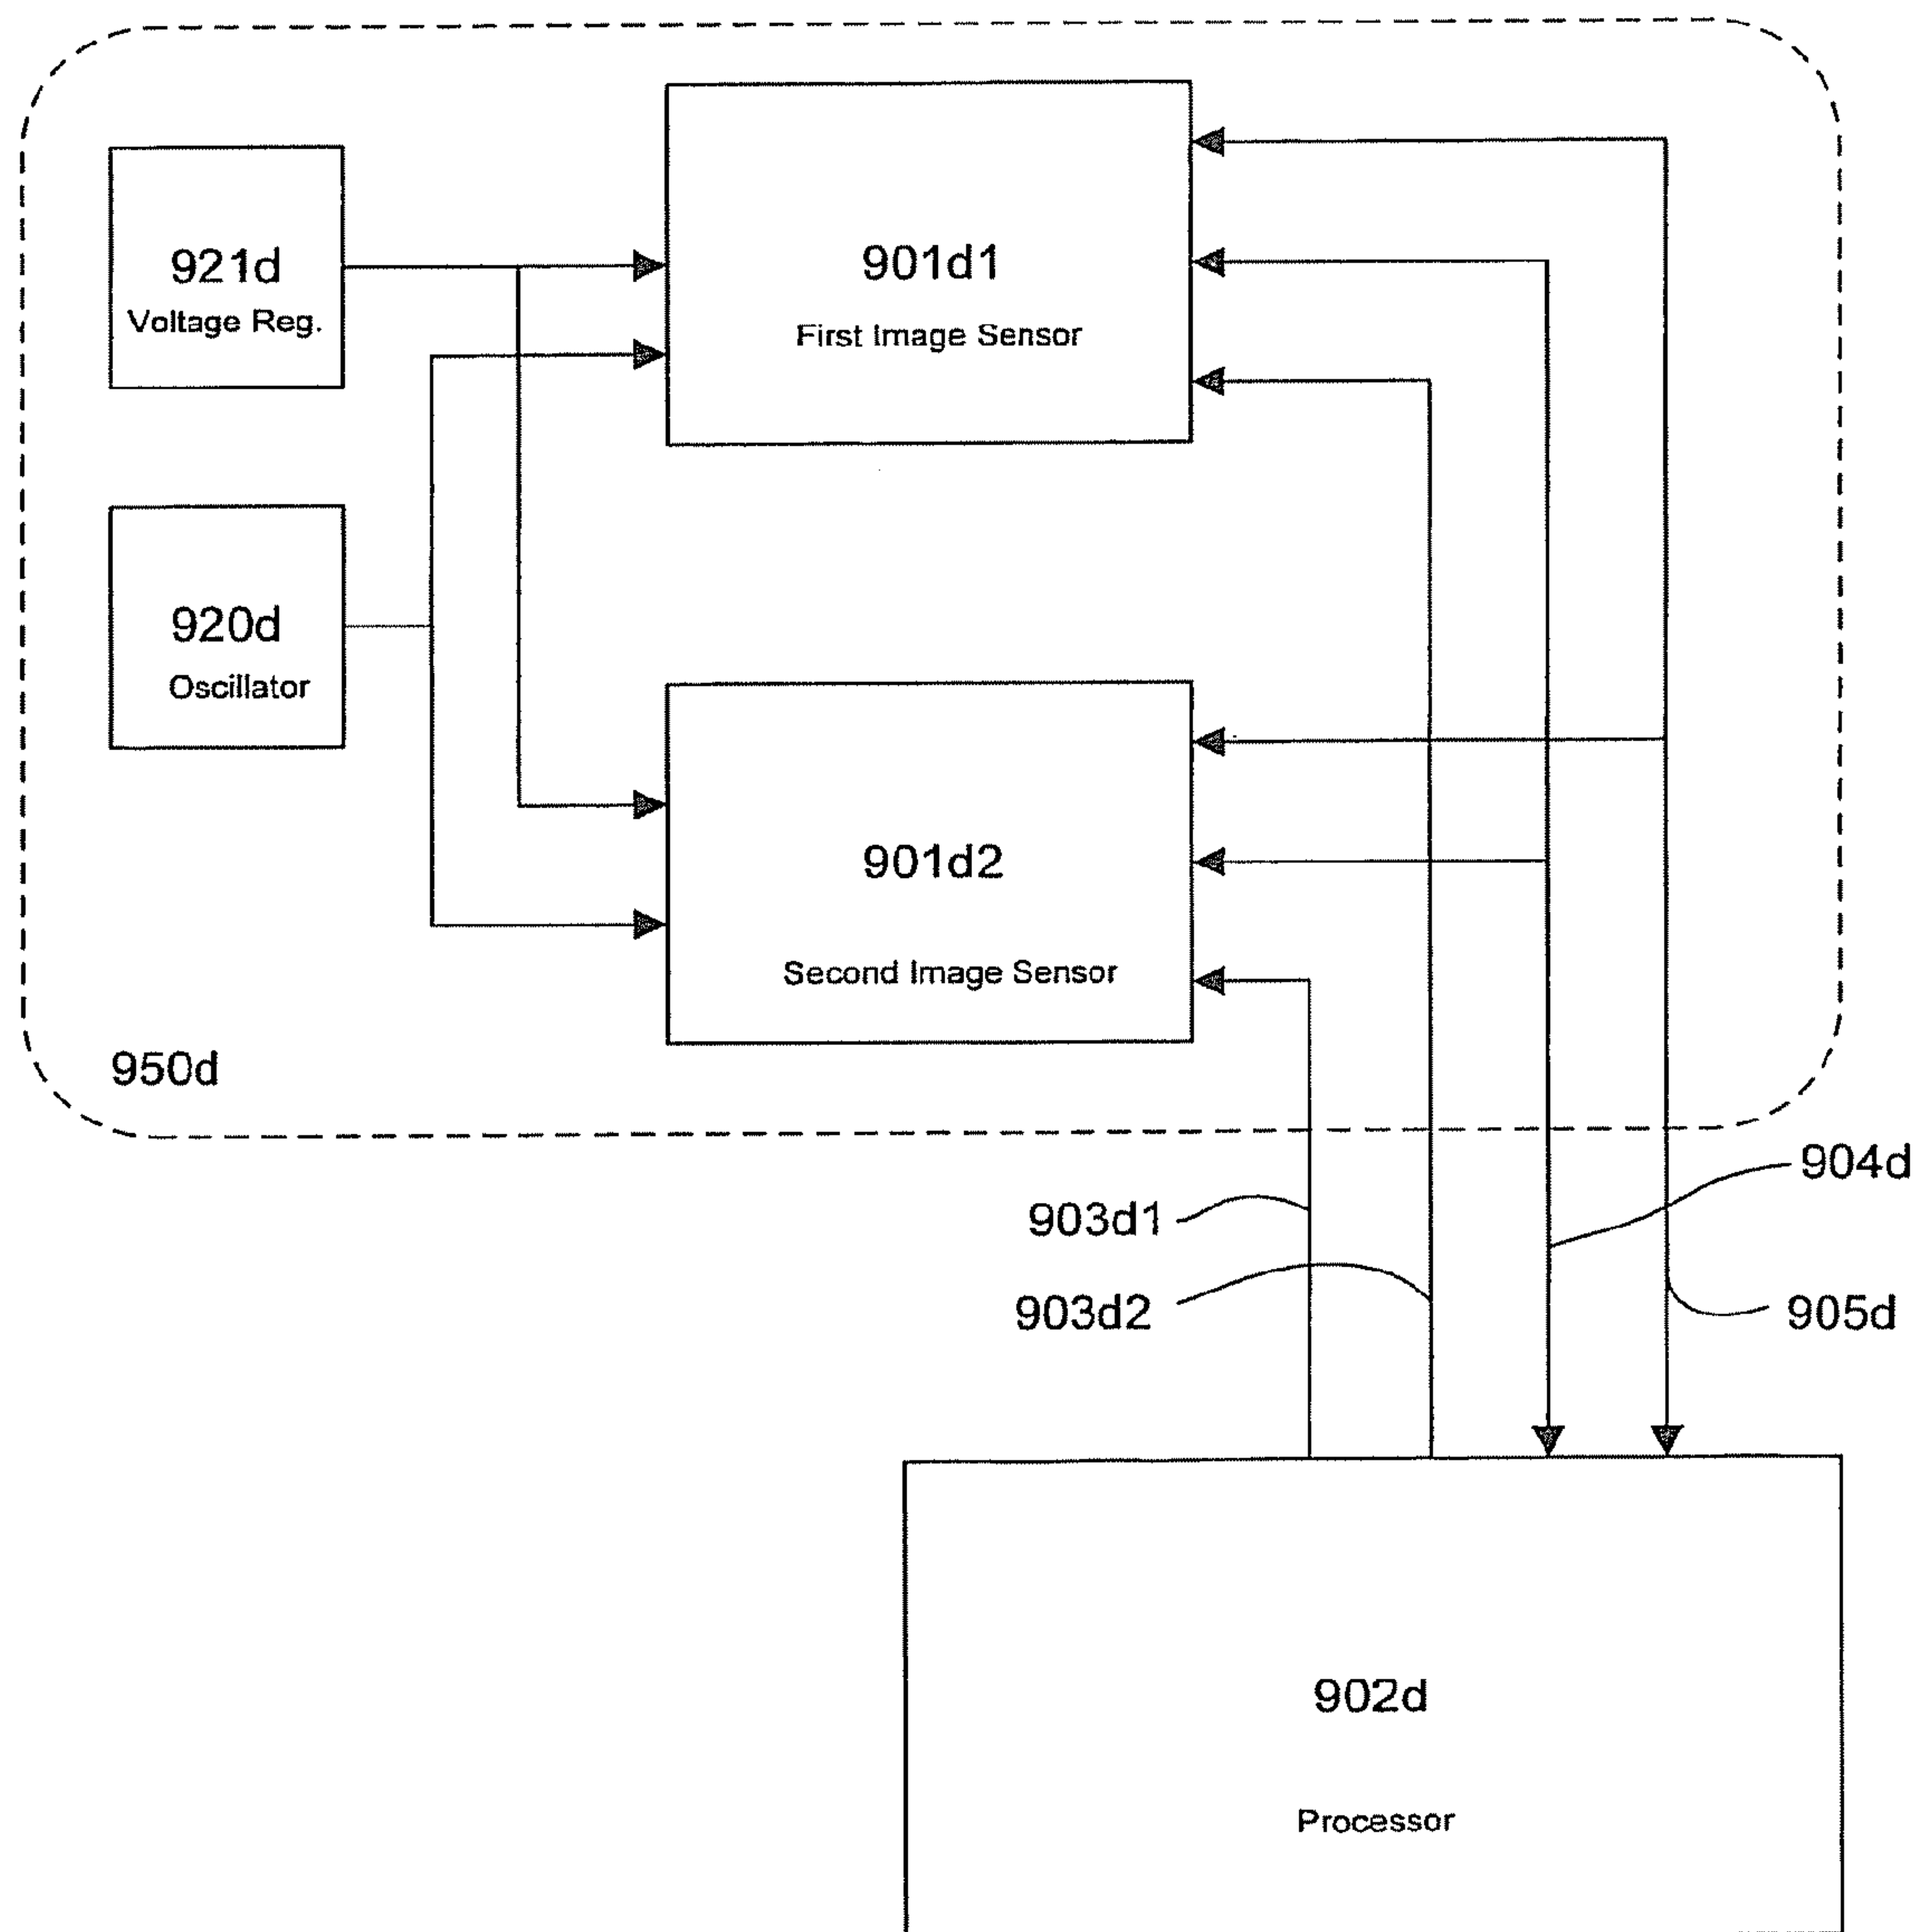 921d
Voltage Reg.
901d1
First Image Sensor
920d
Oscillator
901d2
Second Image Sensor
950d
904d
903d1
903d2
905d
902d
Processor